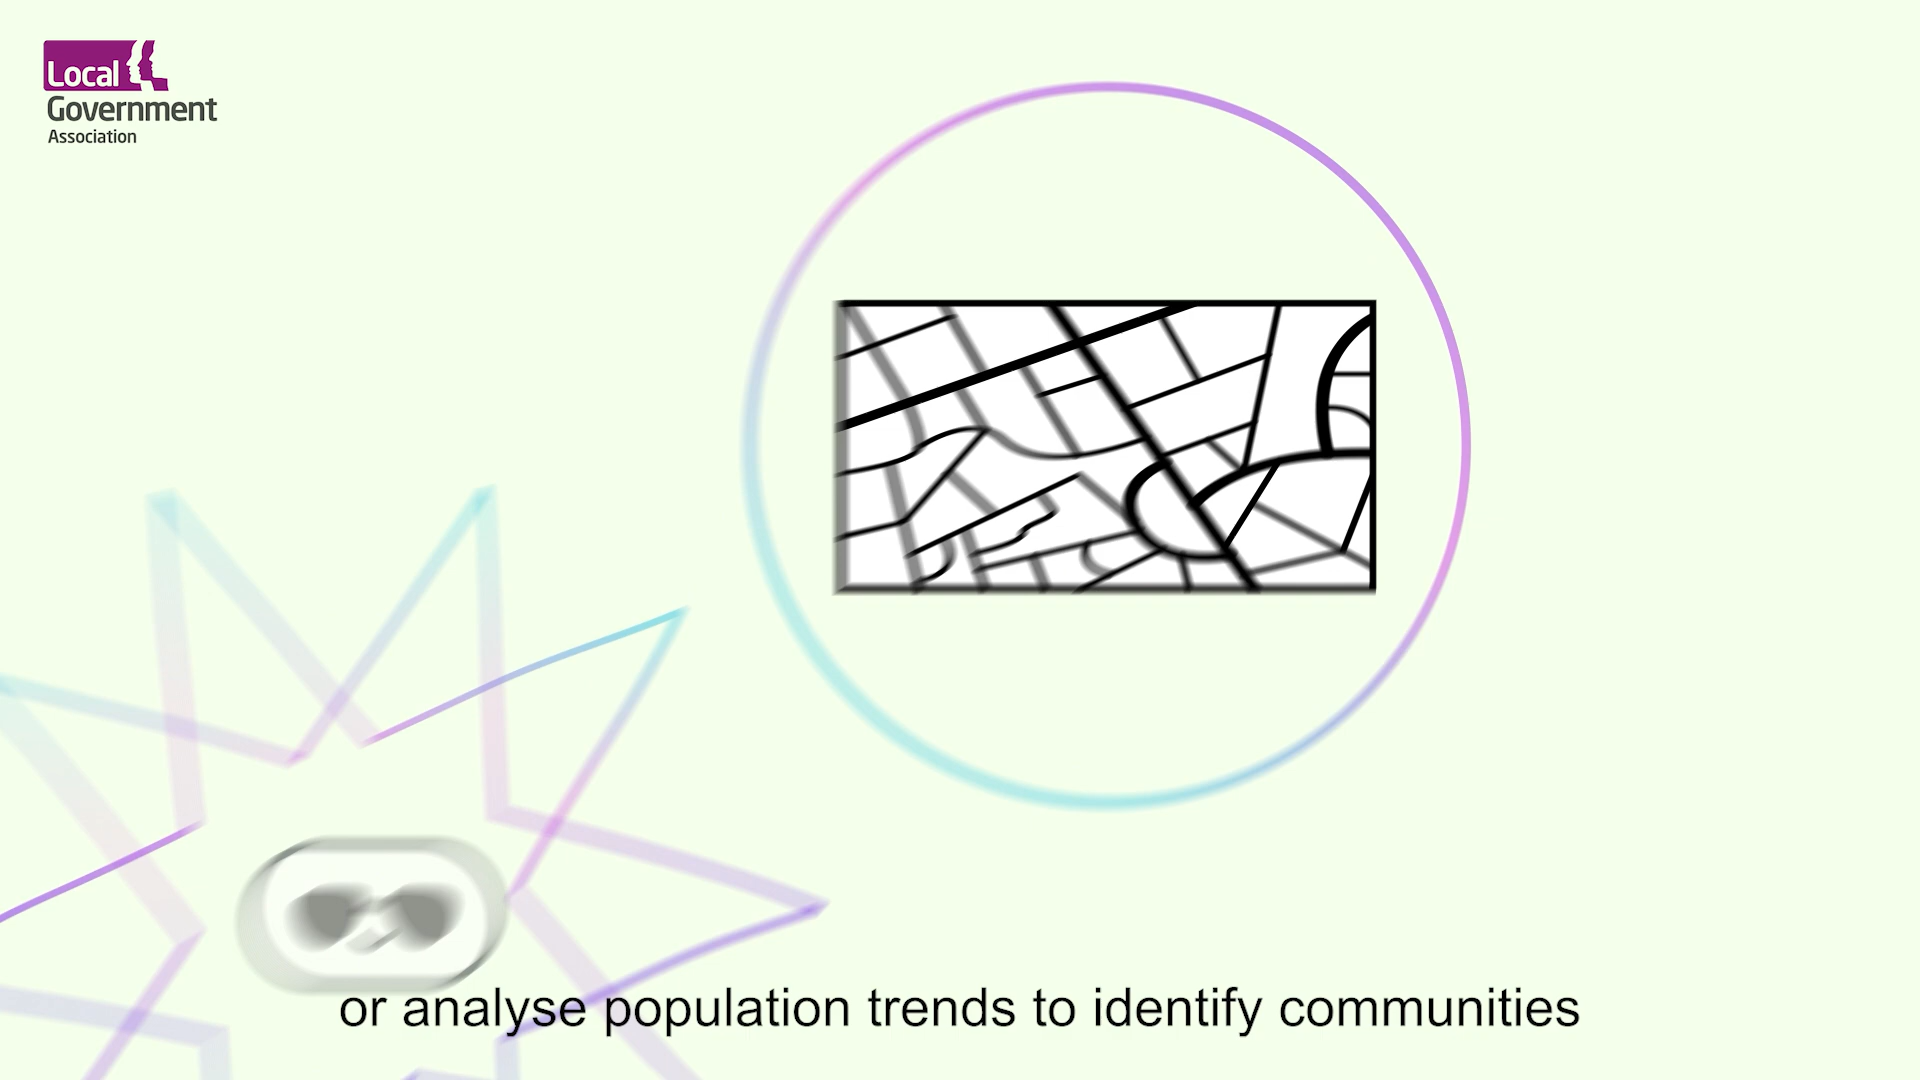 Local
Government
Association
or analyse population trends to identify communities